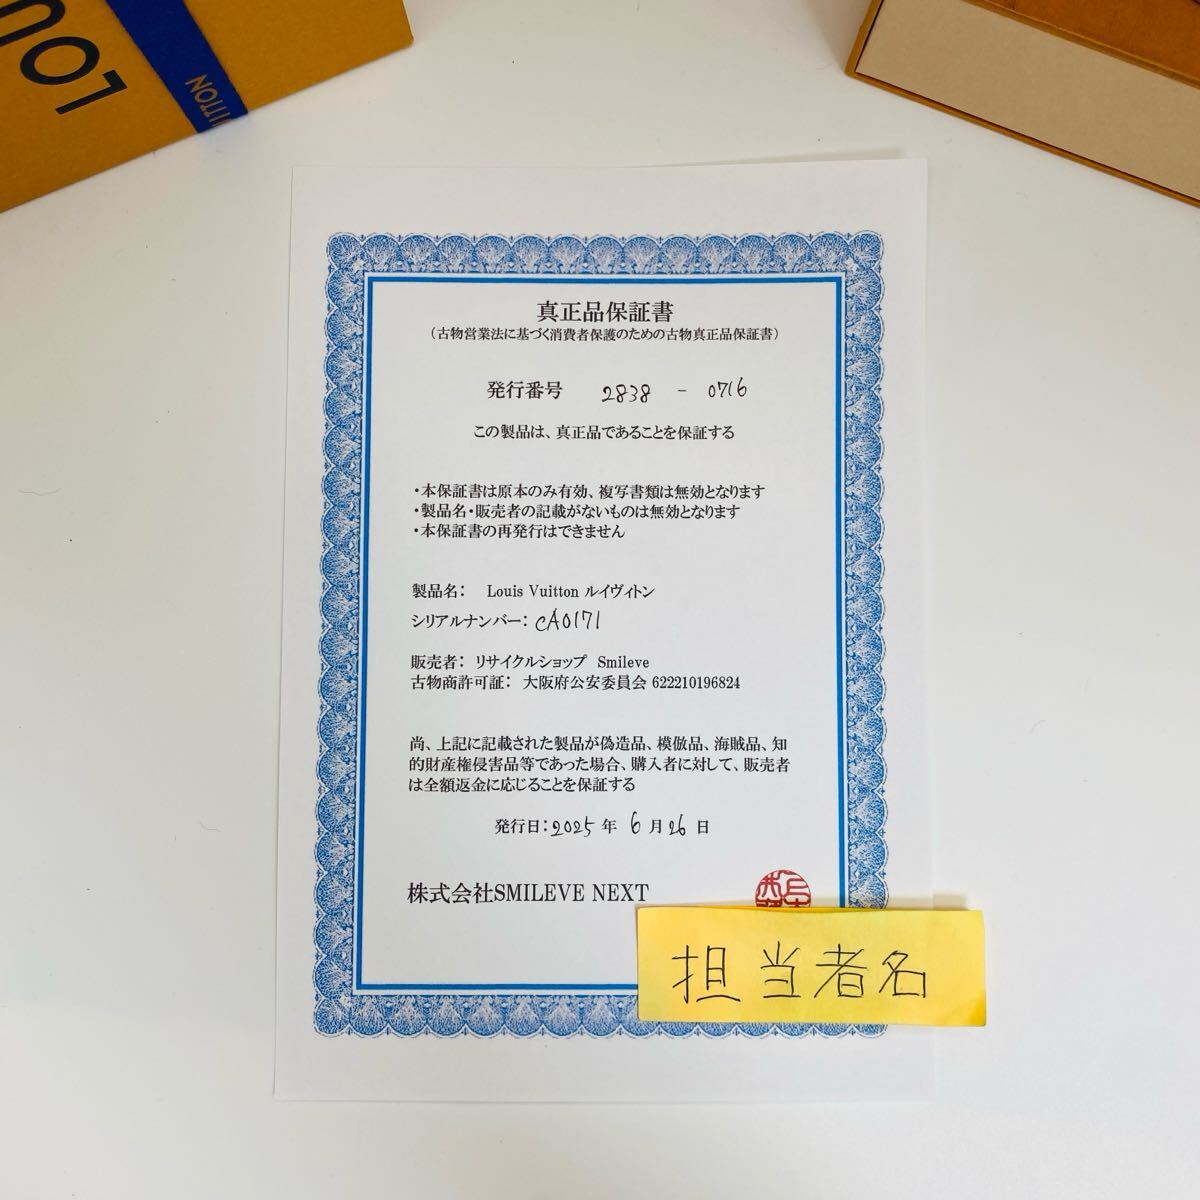 LOU
VUITTON
真正品保証書
(古物営業法に基づく消費者保護のための古物真正品保証書)
発行番号 2838 - 0716
この製品は、真正品であることを保証する
・本保証書は原本のみ有効、複写書類は無効となります
・製品名・販売者の記載がないものは無効となります
・本保証書の再発行はできません
製品名: Louis Vuitton ルイヴィトン
シリアルナンバー: CA0171
販売者: リサイクルショップ Smileve
古物商許可証: 大阪府公安委員会 622210196824
尚、上記に記載された製品が偽造品、模倣品、海賊品、知
的財産権侵害品等であった場合、購入者に対して、販売者
は全額返金に応じることを保証する
発行日: 2025 年 6 月 26 日
株式会社SMILEVE NEXT
担当者名